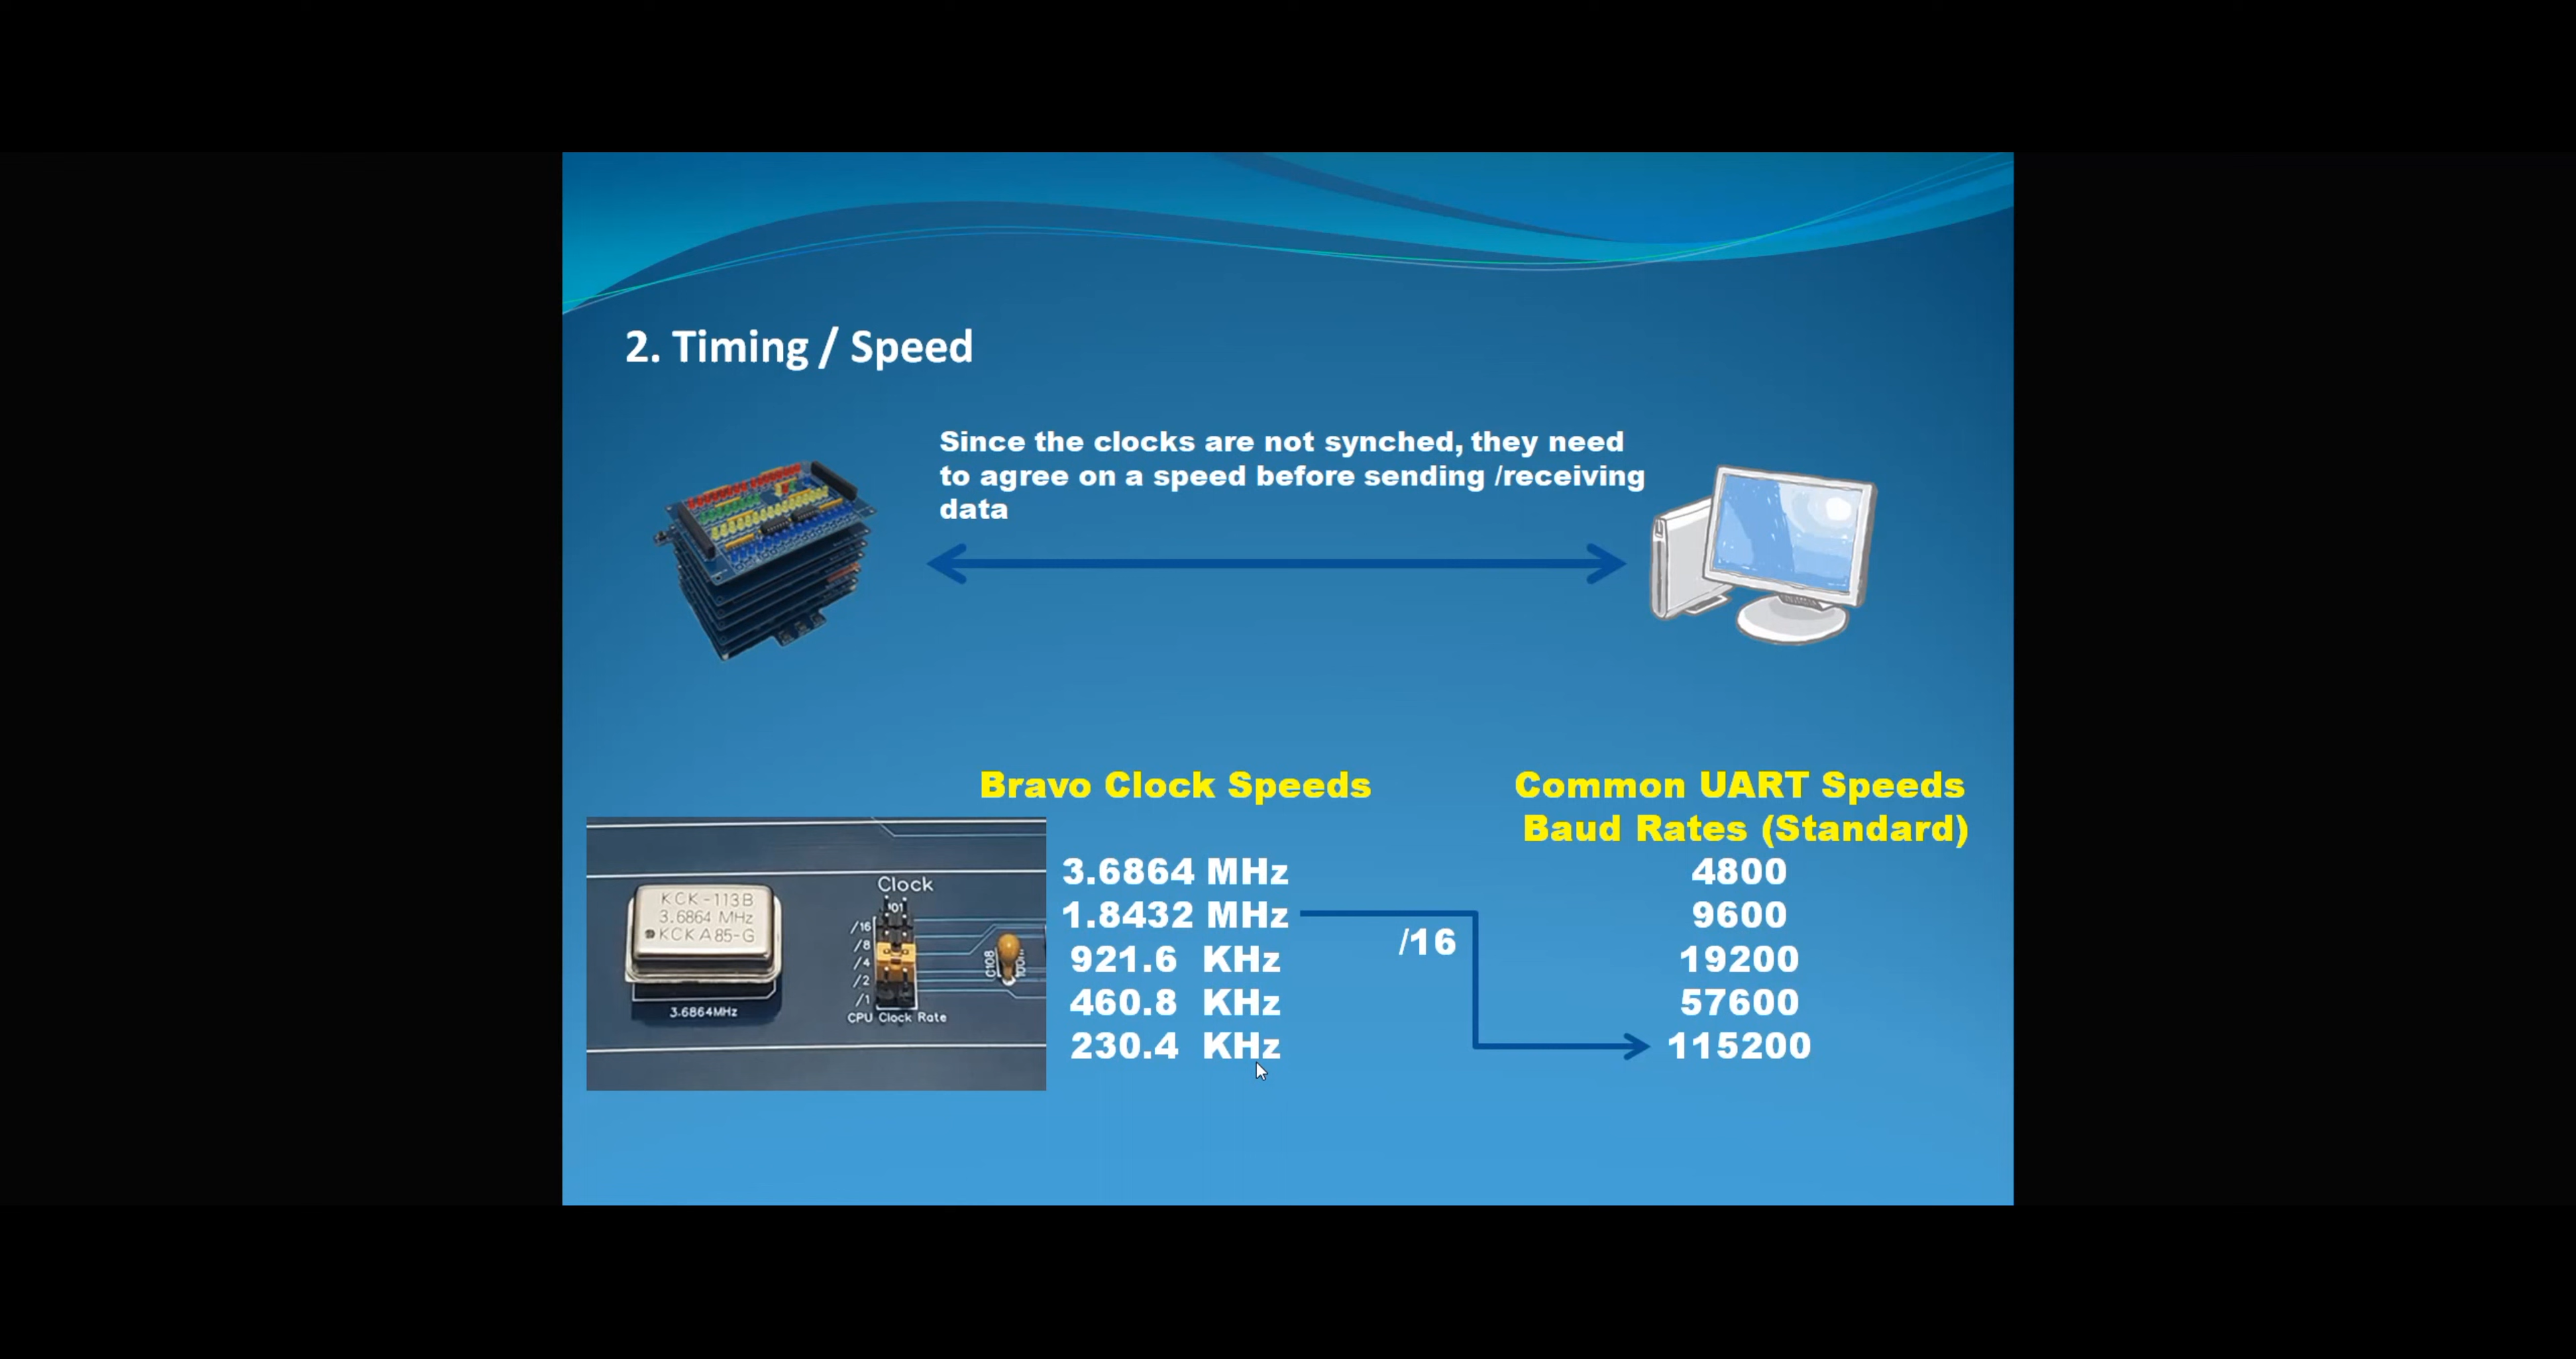 2. Timing / Speed
Since the clocks are not synched, they need
to agree on a speed before sending /receiving
data
Bravo Clock Speeds
3.6864 MHz
1.8432 MHz
921.6 KHz
460.8 KHz
230.4 KHz
/16
Common UART Speeds
Baud Rates (Standard)
4800
9600
19200
57600
115200
KCK-113B
3.6864 MHz
KCKA85-G
3.6864MHz
Clock
/16
/8
/4
/2
/1
CPU Clock Rate
C108